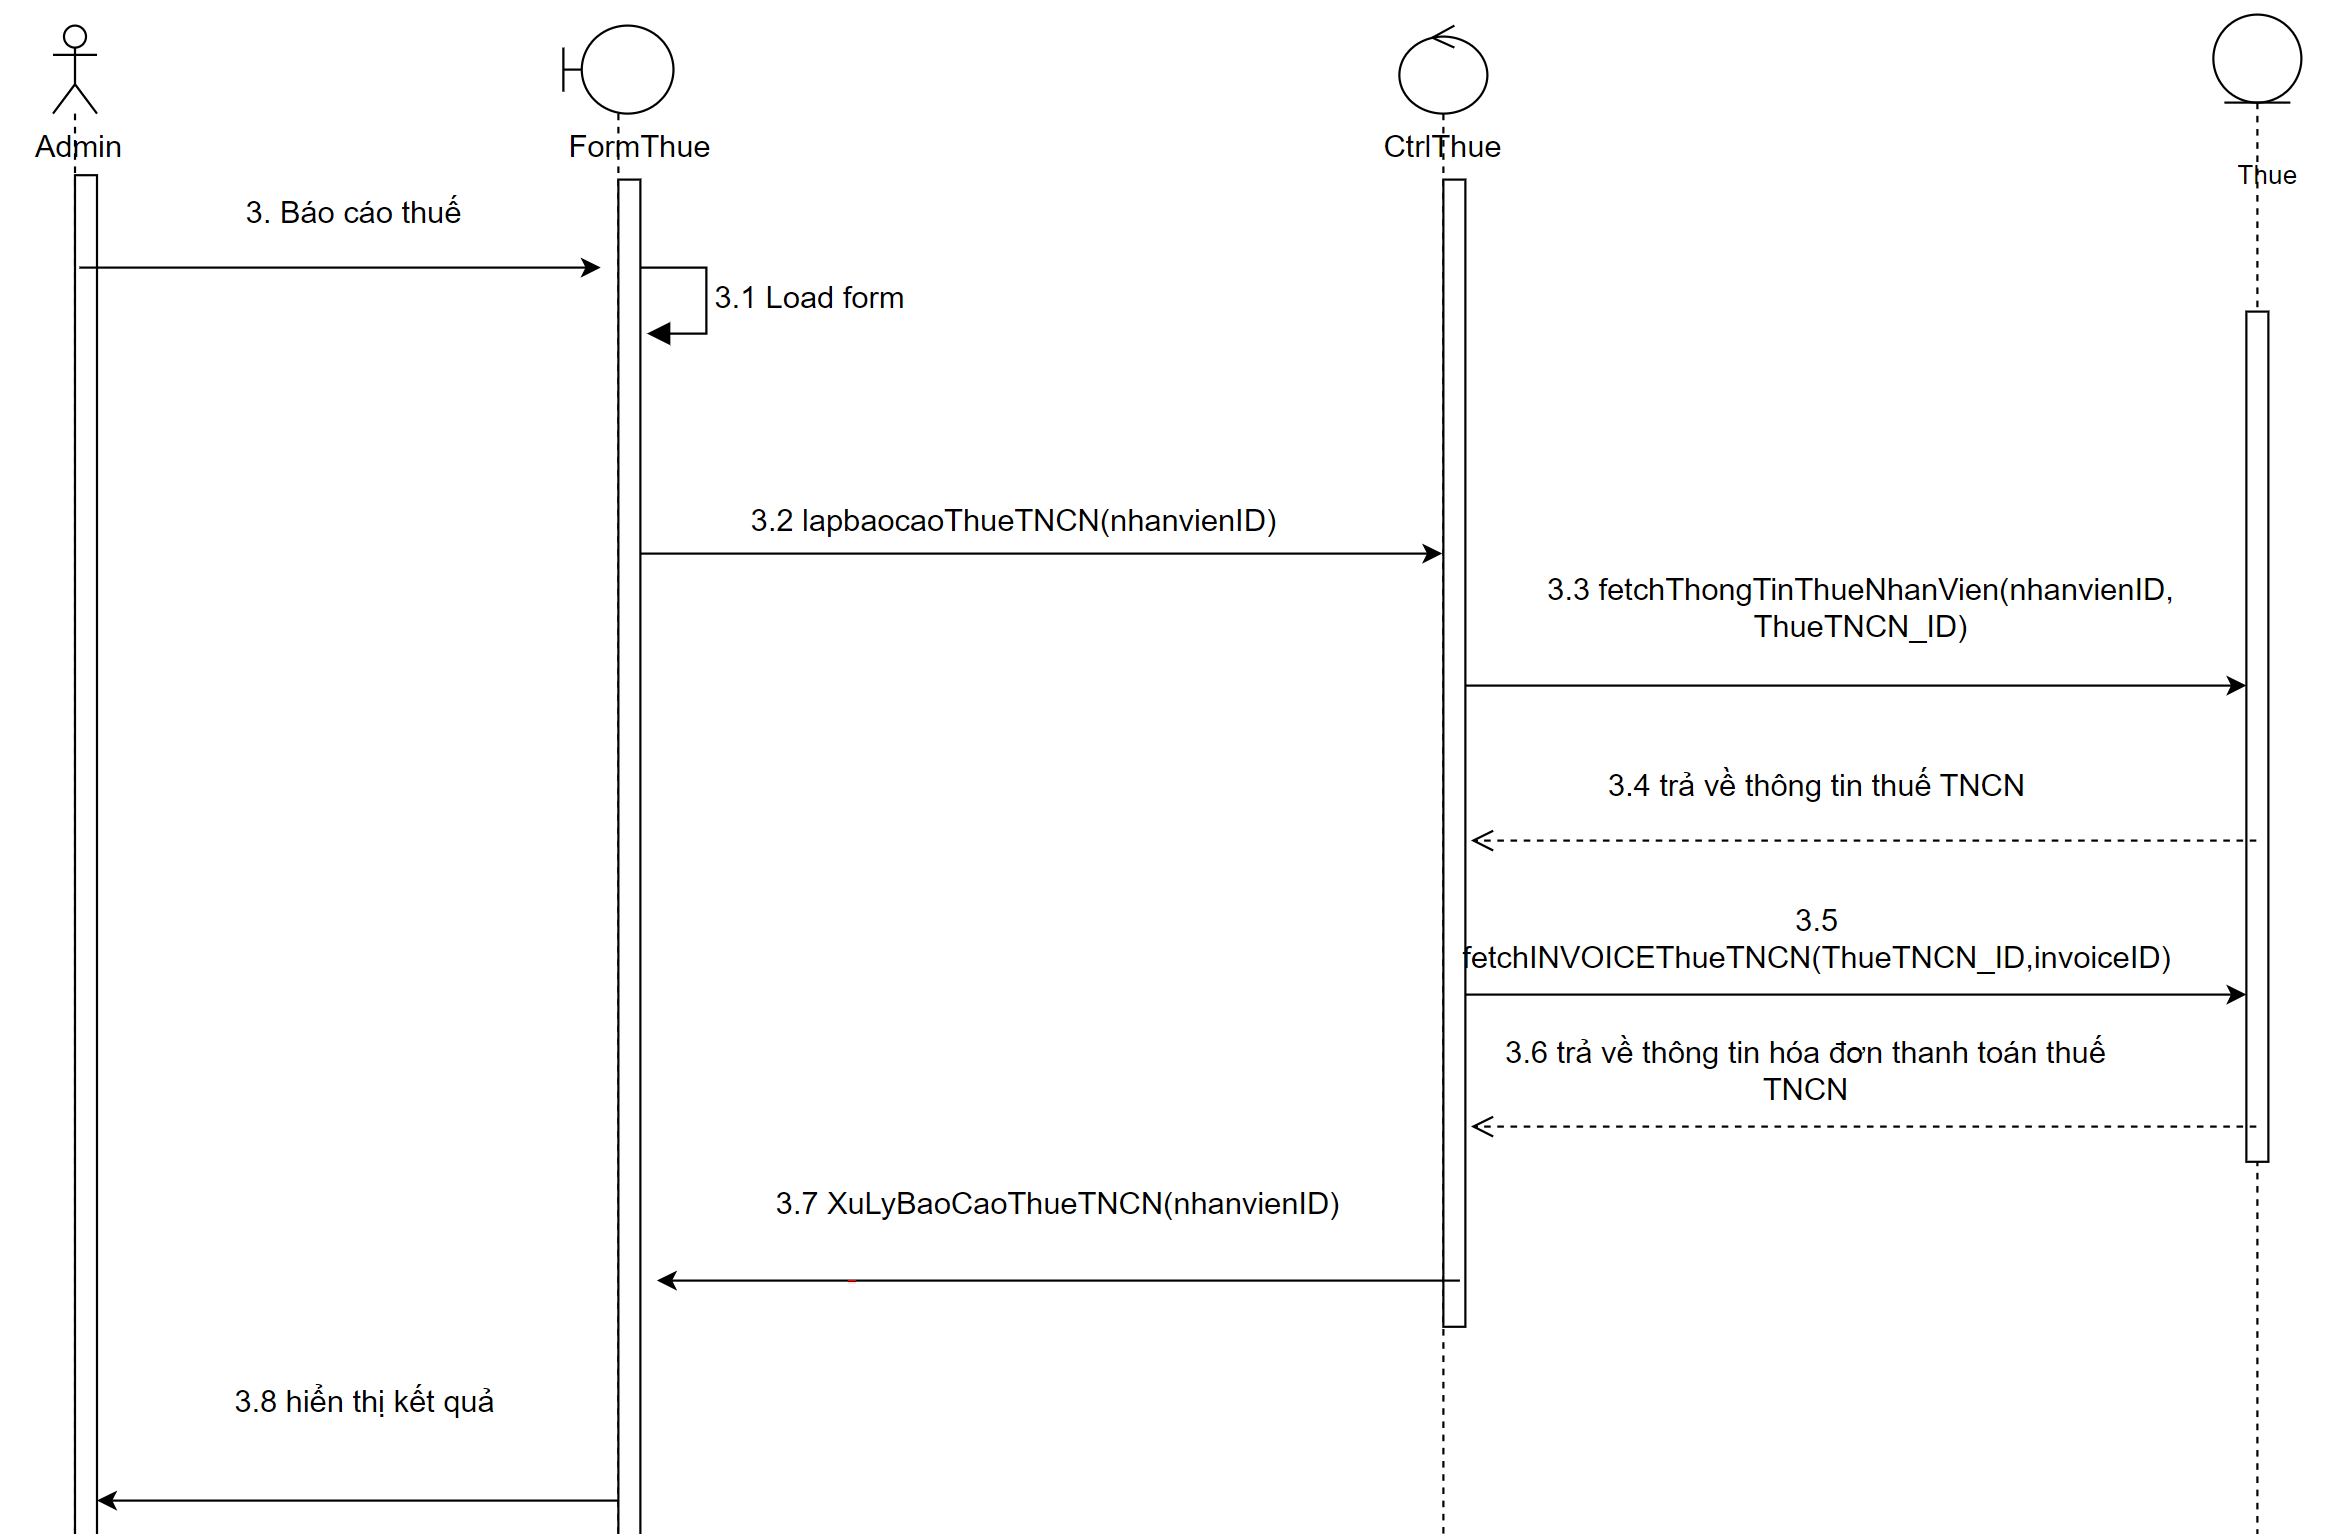 Admin
FormThue
CtrlThue
Thue
3. Báo cáo thuế
3.1 Load form
3.2 lapbaocaoThueTNCN(nhanvienID)
3.3 fetchThongTinThueNhanVien(nhanvienID,
ThueTNCN_ID)
3.4 trả về thông tin thuế TNCN
3.5
fetchINVOICEThueTNCN(ThueTNCN_ID,invoiceID)
3.6 trả về thông tin hóa đơn thanh toán thuế
TNCN
3.7 XuLyBaoCaoThueTNCN(nhanvienID)
3.8 hiển thị kết quả